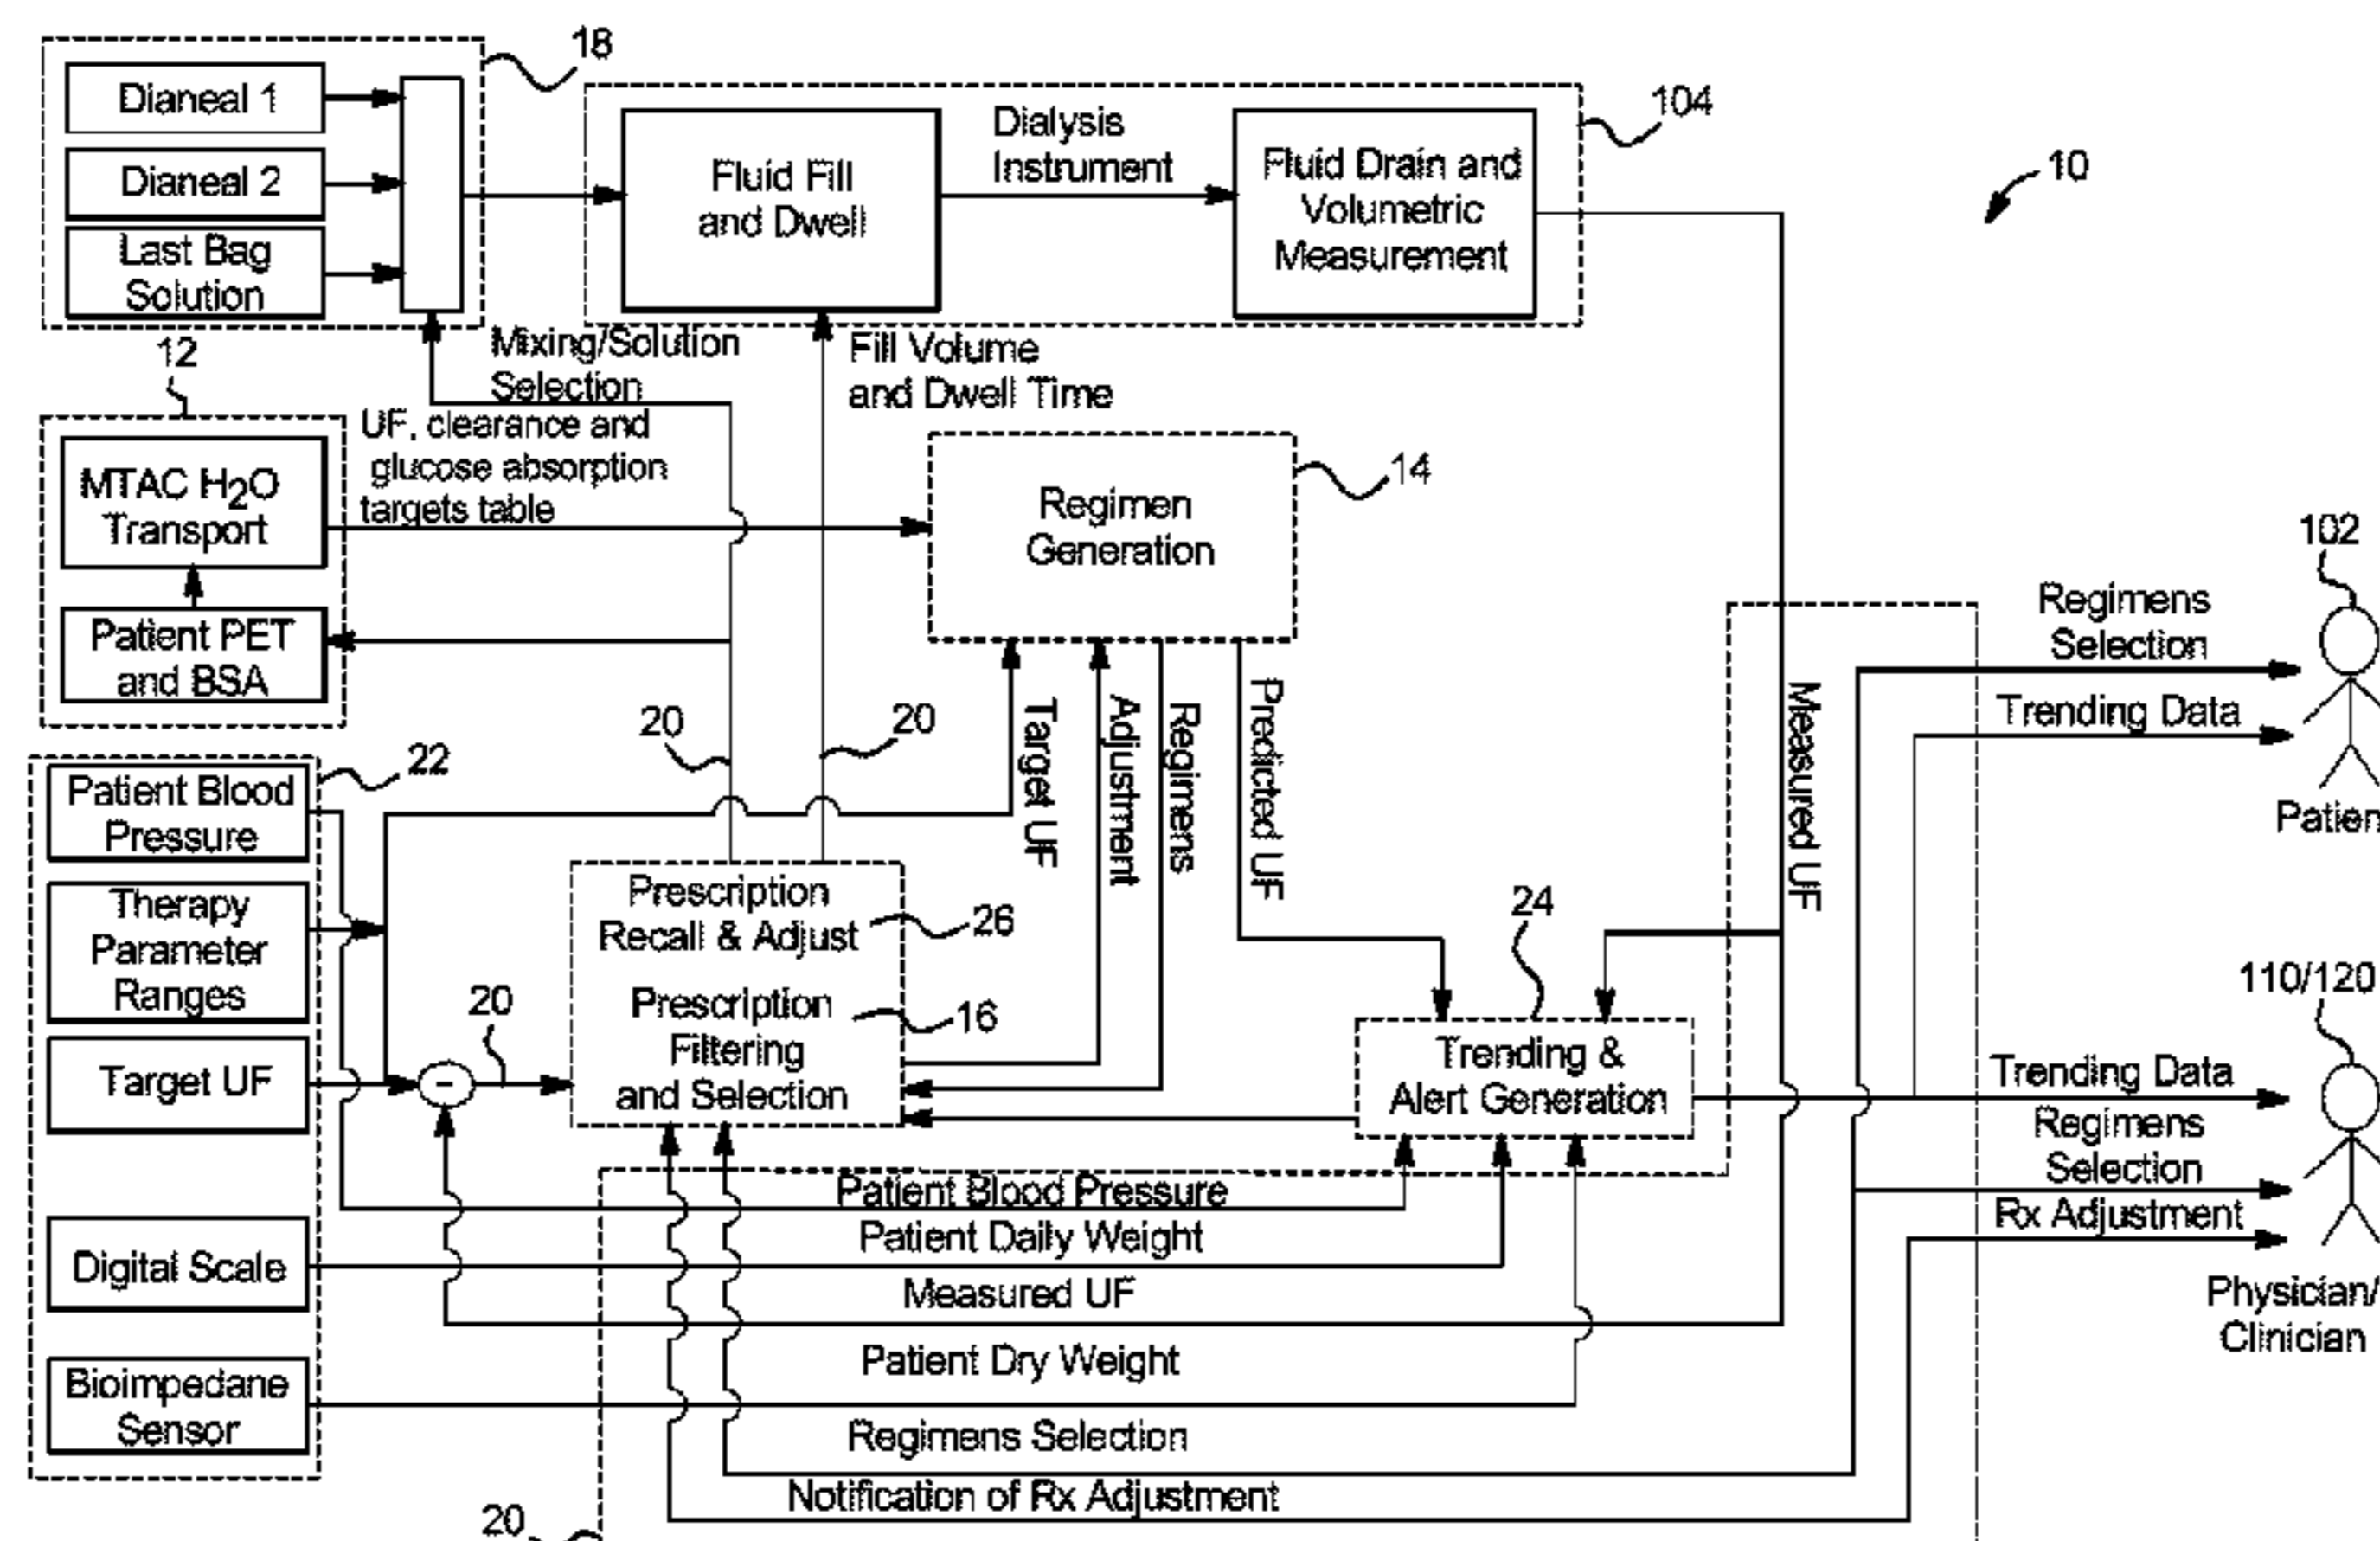 18
Dianeal 1
Dianeal 2
Last Bag
Solution
Fluid Fill
and Dwell
Dialysis
Instrument
Fluid Drain and
Volumetric
Measurement
104
10
12
Mixing/Solution
Selection
Fill Volume
and Dwell Time
UF, clearance and
glucose absorption
targets table
MTAC H2O
Transport
Patient PET
and BSA
Regimen
Generation
14
102
Regimens
Selection
Trending Data
Patien
20
20
Target UF
Adjustment
Regimens
Predicted UF
Measured UF
22
Patient Blood
Pressure
Therapy
Parameter
Ranges
Target UF
Digital Scale
Bioimpedane
Sensor
-
20
Prescription
Recall & Adjust
26
Prescription
Filtering
and Selection
16
24
Trending &
Alert Generation
110/120
Trending Data
Regimens
Selection
Rx Adjustment
Physician/
Clinician
Patient Blood Pressure
Patient Daily Weight
Measured UF
Patient Dry Weight
Regimens Selection
Notification of Rx Adjustment
20